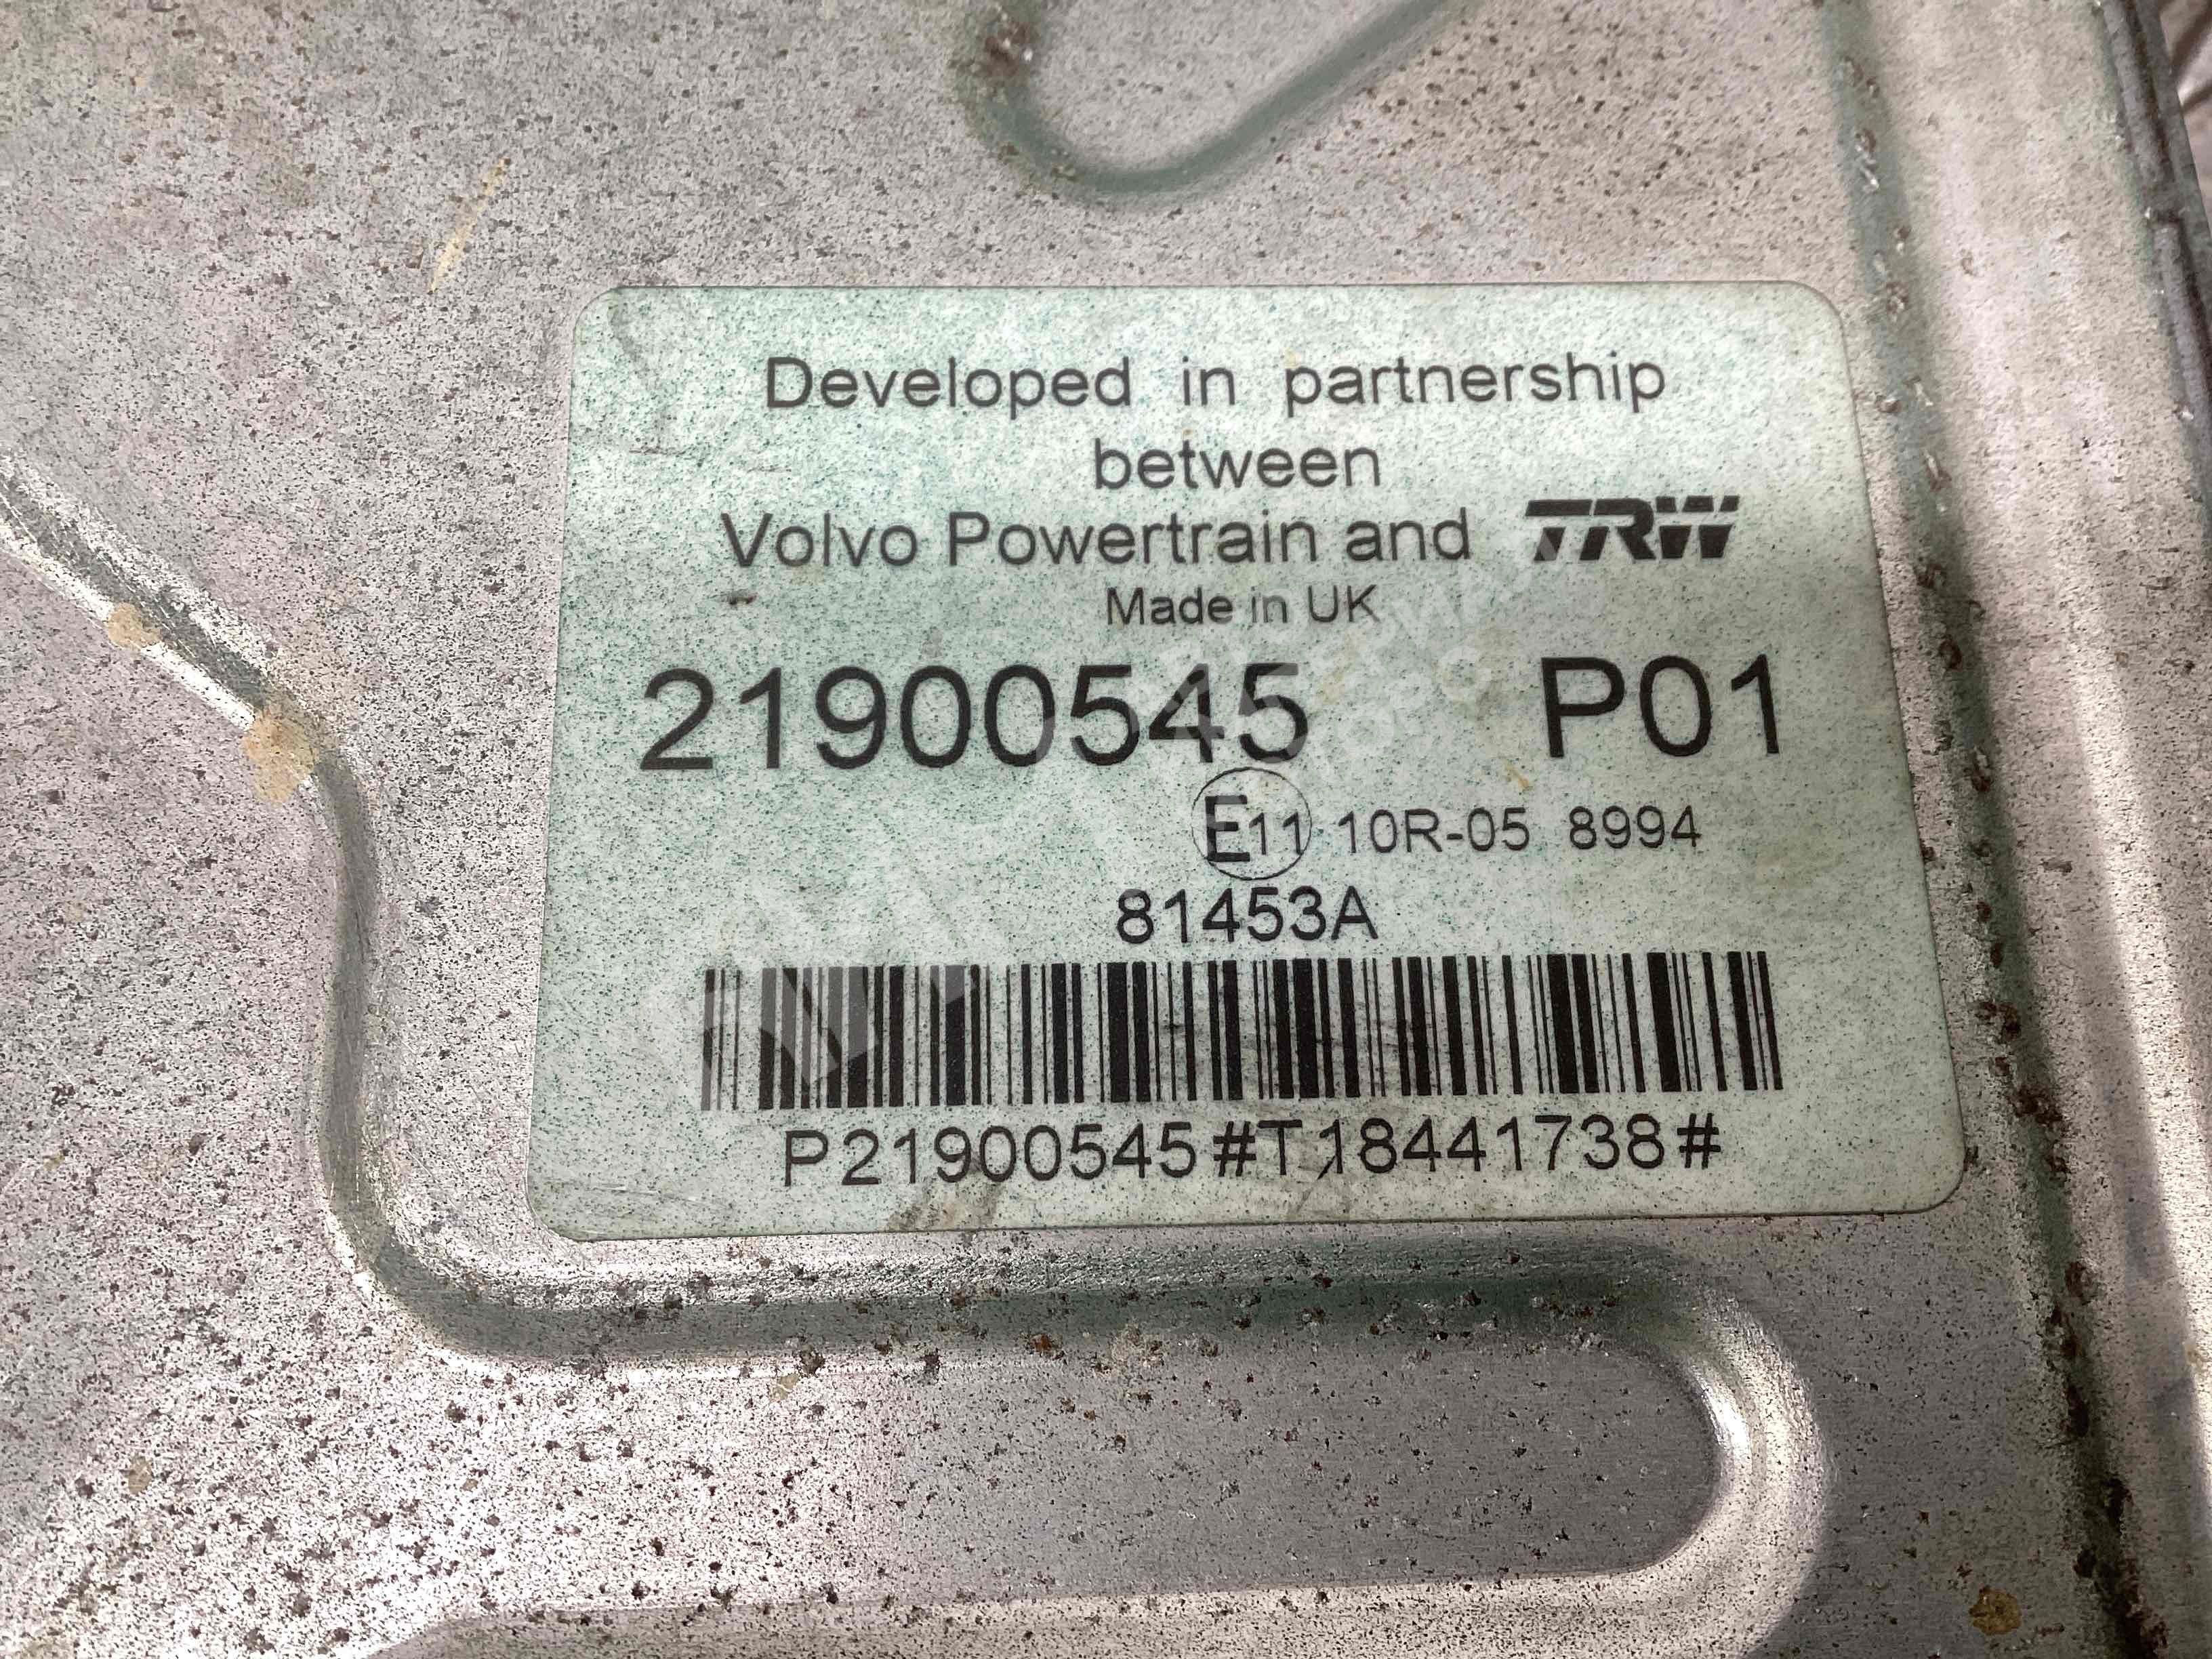 Developed in partnership
between
Volvo Powertrain and TRW
Made in UK
21900545 P01
E11 10R-05 8994
81453A
P21900545#T18441738#